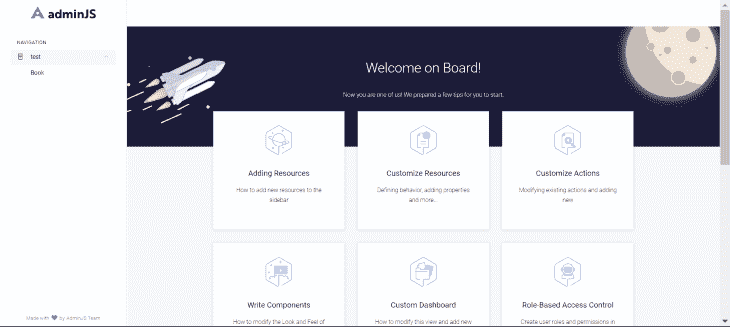 adminJS
NAVIGATION
test
Book
Welcome on Board!
Now you are one of us! We prepared a few tips for you to start.
Adding Resources
How to add new resources to the
sidebar
Customize Resources
Defining behavior, adding properties
and more...
Customize Actions
Modifying existing actions and adding
new
Write Components
How to modify the Look and Feel of
Custom Dashboard
How to modify this view and add new
Role-Based Access Control
Create user roles and permissions in
Made with by AdminJS Team